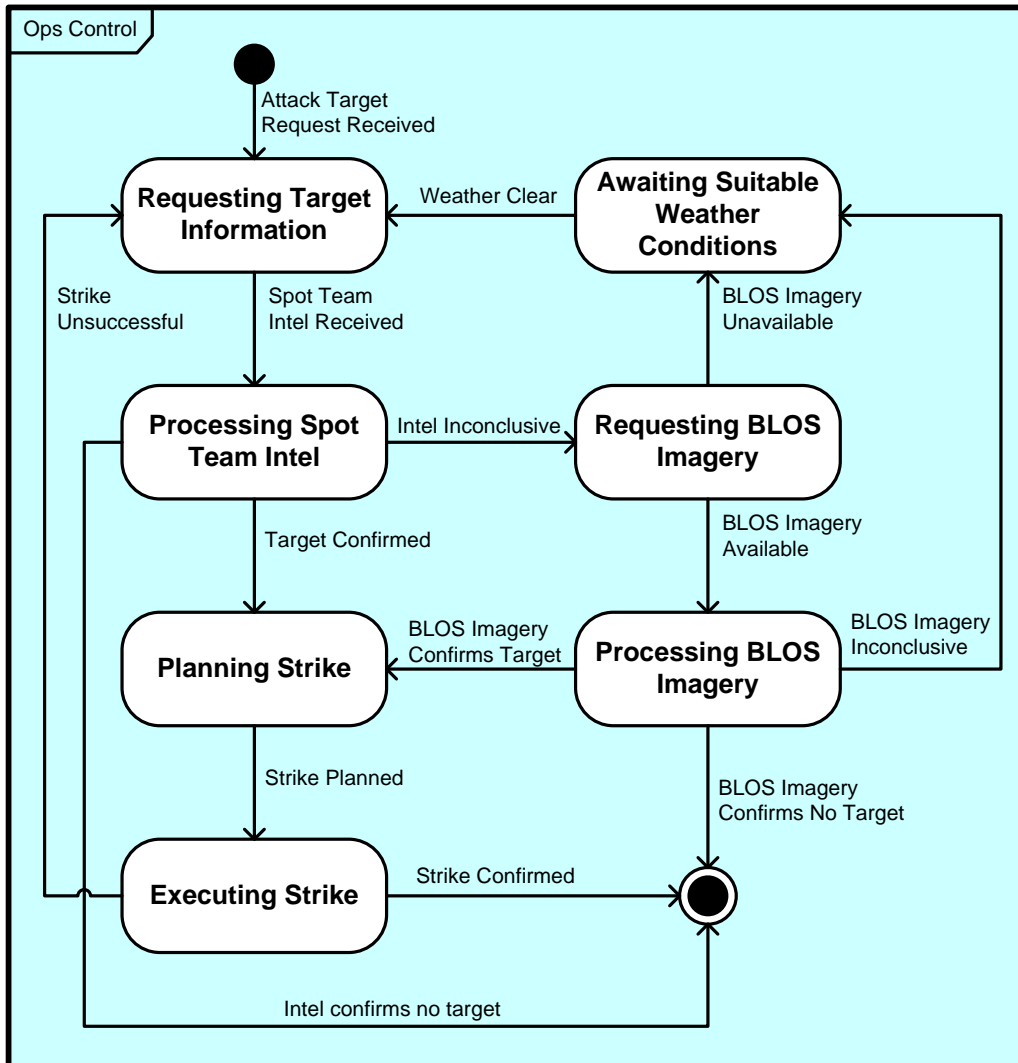 Ops Control
Attack Target
Request Received
Requesting Target
Information
Weather Clear
Awaiting Suitable
Weather
Conditions
Strike
Unsuccessful
Spot Team
Intel Received
BLOS Imagery
Unavailable
Processing Spot
Team Intel
Intel Inconclusive
Requesting BLOS
Imagery
Target Confirmed
BLOS Imagery
Available
Planning Strike
BLOS Imagery
Confirms Target
Processing BLOS
Imagery
BLOS Imagery
Inconclusive
Strike Planned
BLOS Imagery
Confirms No Target
Executing Strike
Strike Confirmed
Intel confirms no target